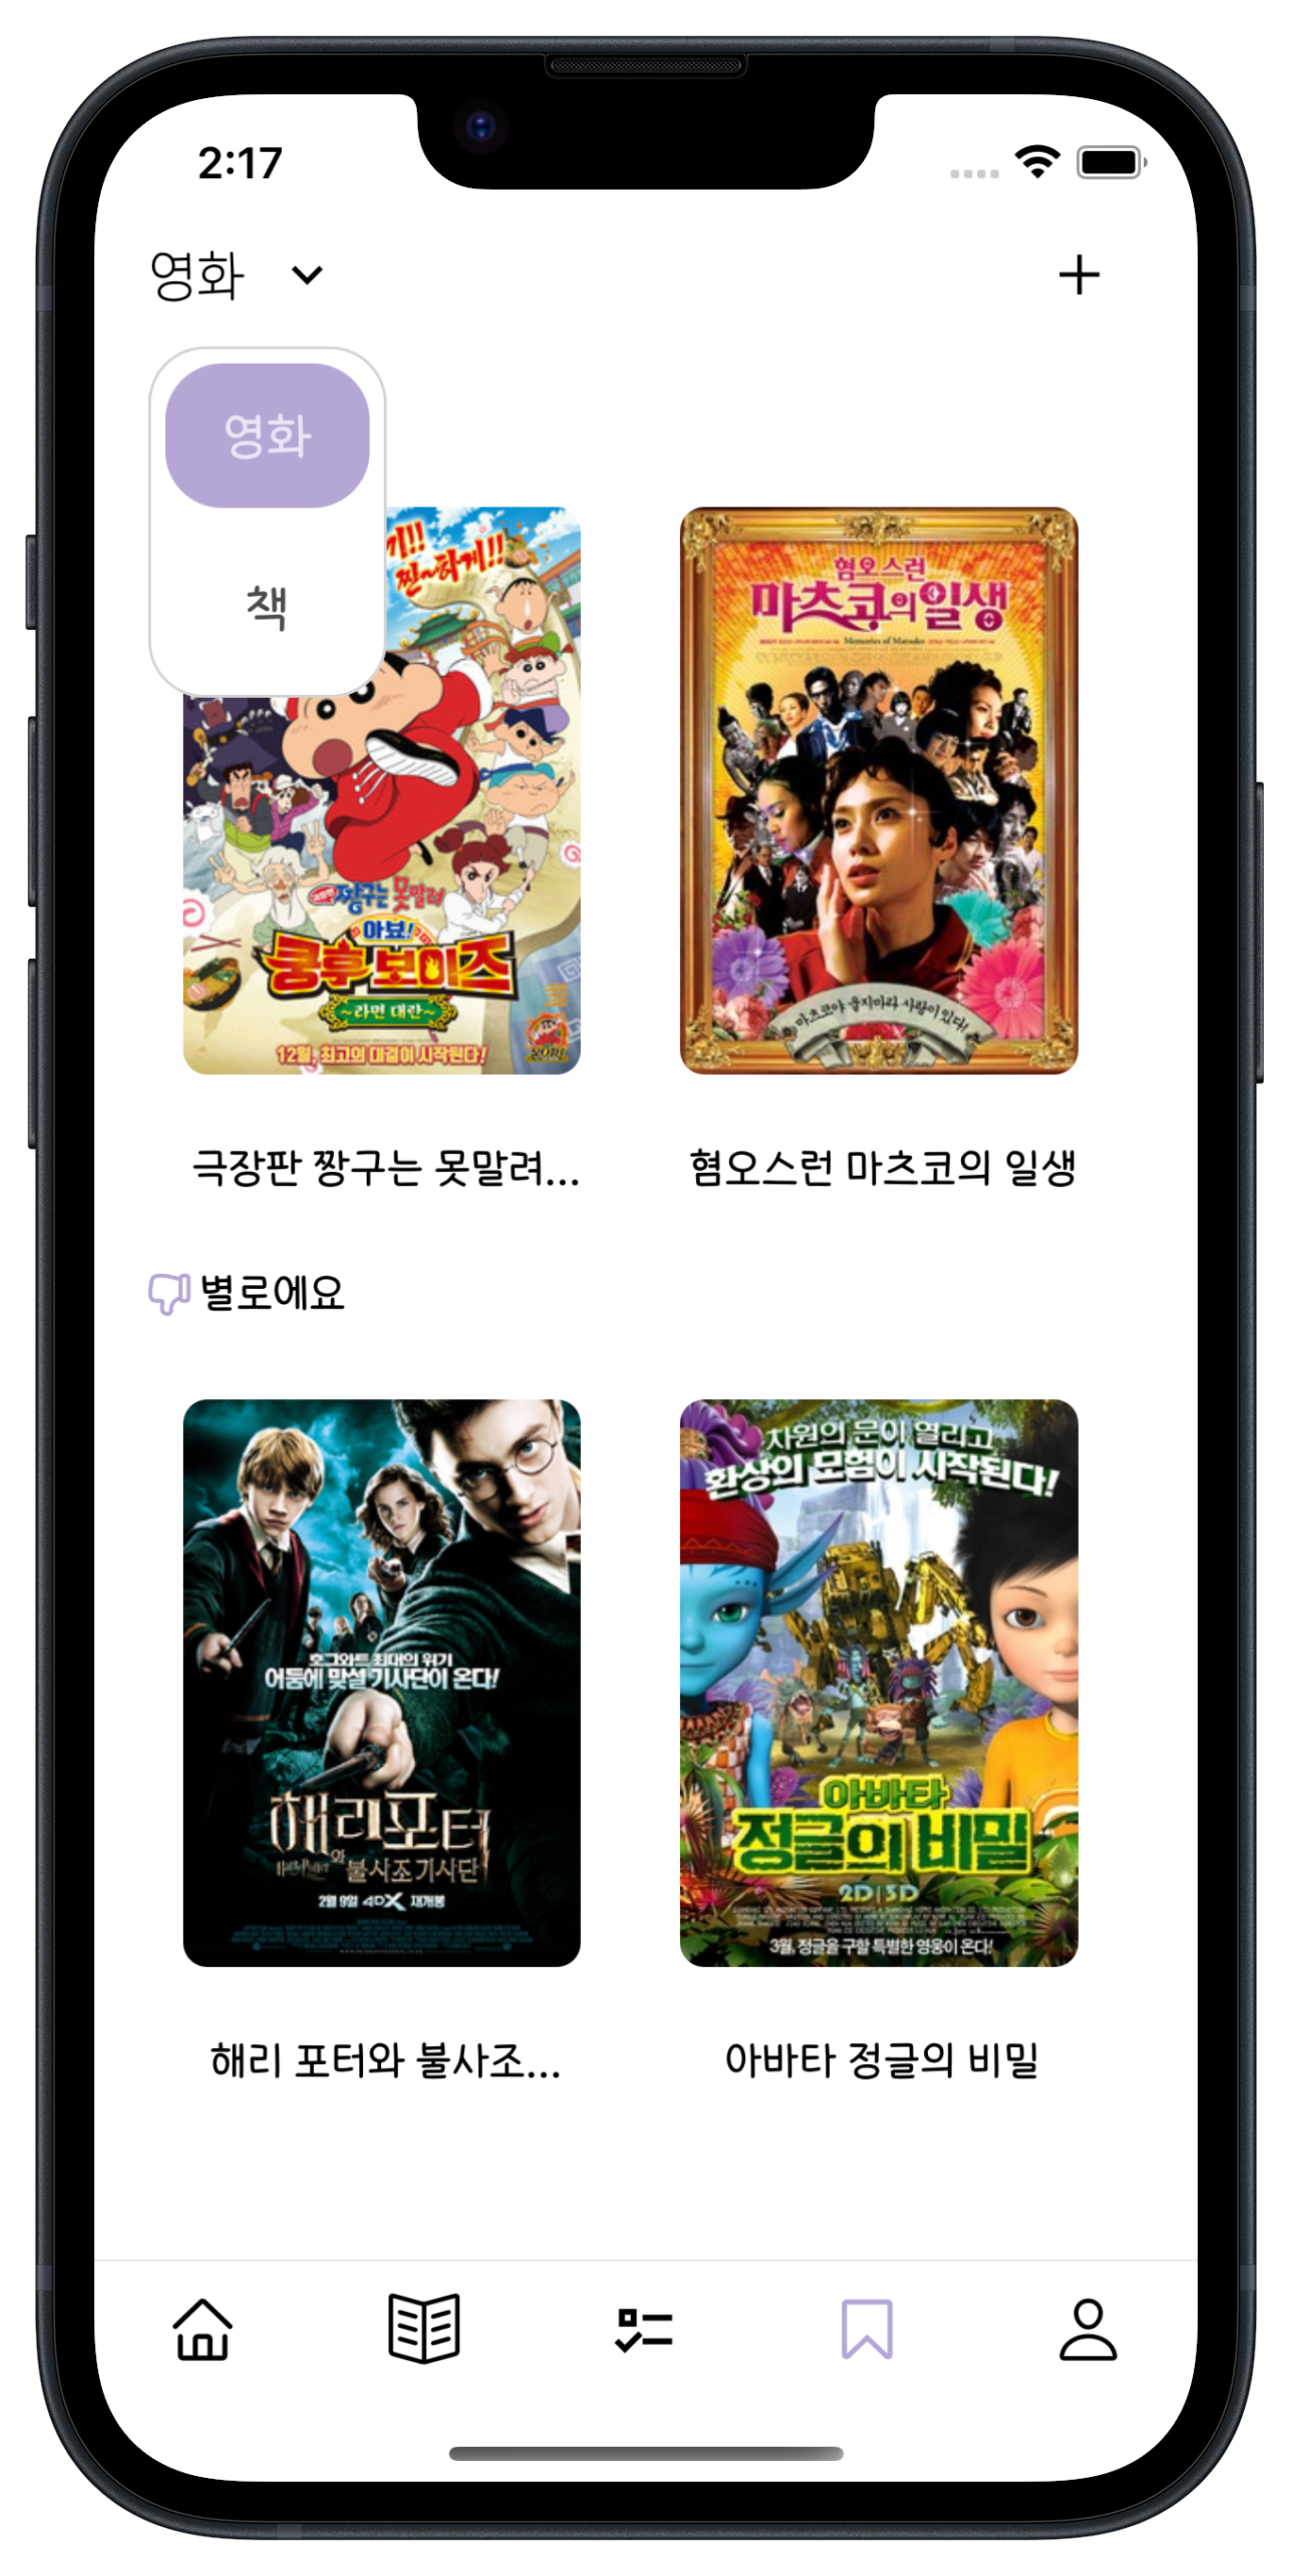 2:17
영화
영화
책
기!!
찐~하게!!
짱구는 못말려
아뵤!
쿵후 보이즈
~라면 대란~
12월, 최고의 대결이 시작된다!
혐오스런
마츠코의 일생
Memories of Matsuko
마츠코야 울지마라 사랑이 있다!
극장판 짱구는 못말려...
혐오스런 마츠코의 일생
별로에요
호그와트 최대의 위기
어둠에 맞설 기사단이 온다!
해리포터
와 불사조 기사단
2월 9일 4DX 재개봉
차원의 문이 열리고
환상의 모험이 시작된다!
아바타
정글의 비밀
2D|3D
3월, 정글을 구할 특별한 영웅이 온다!
해리 포터와 불사조...
아바타 정글의 비밀